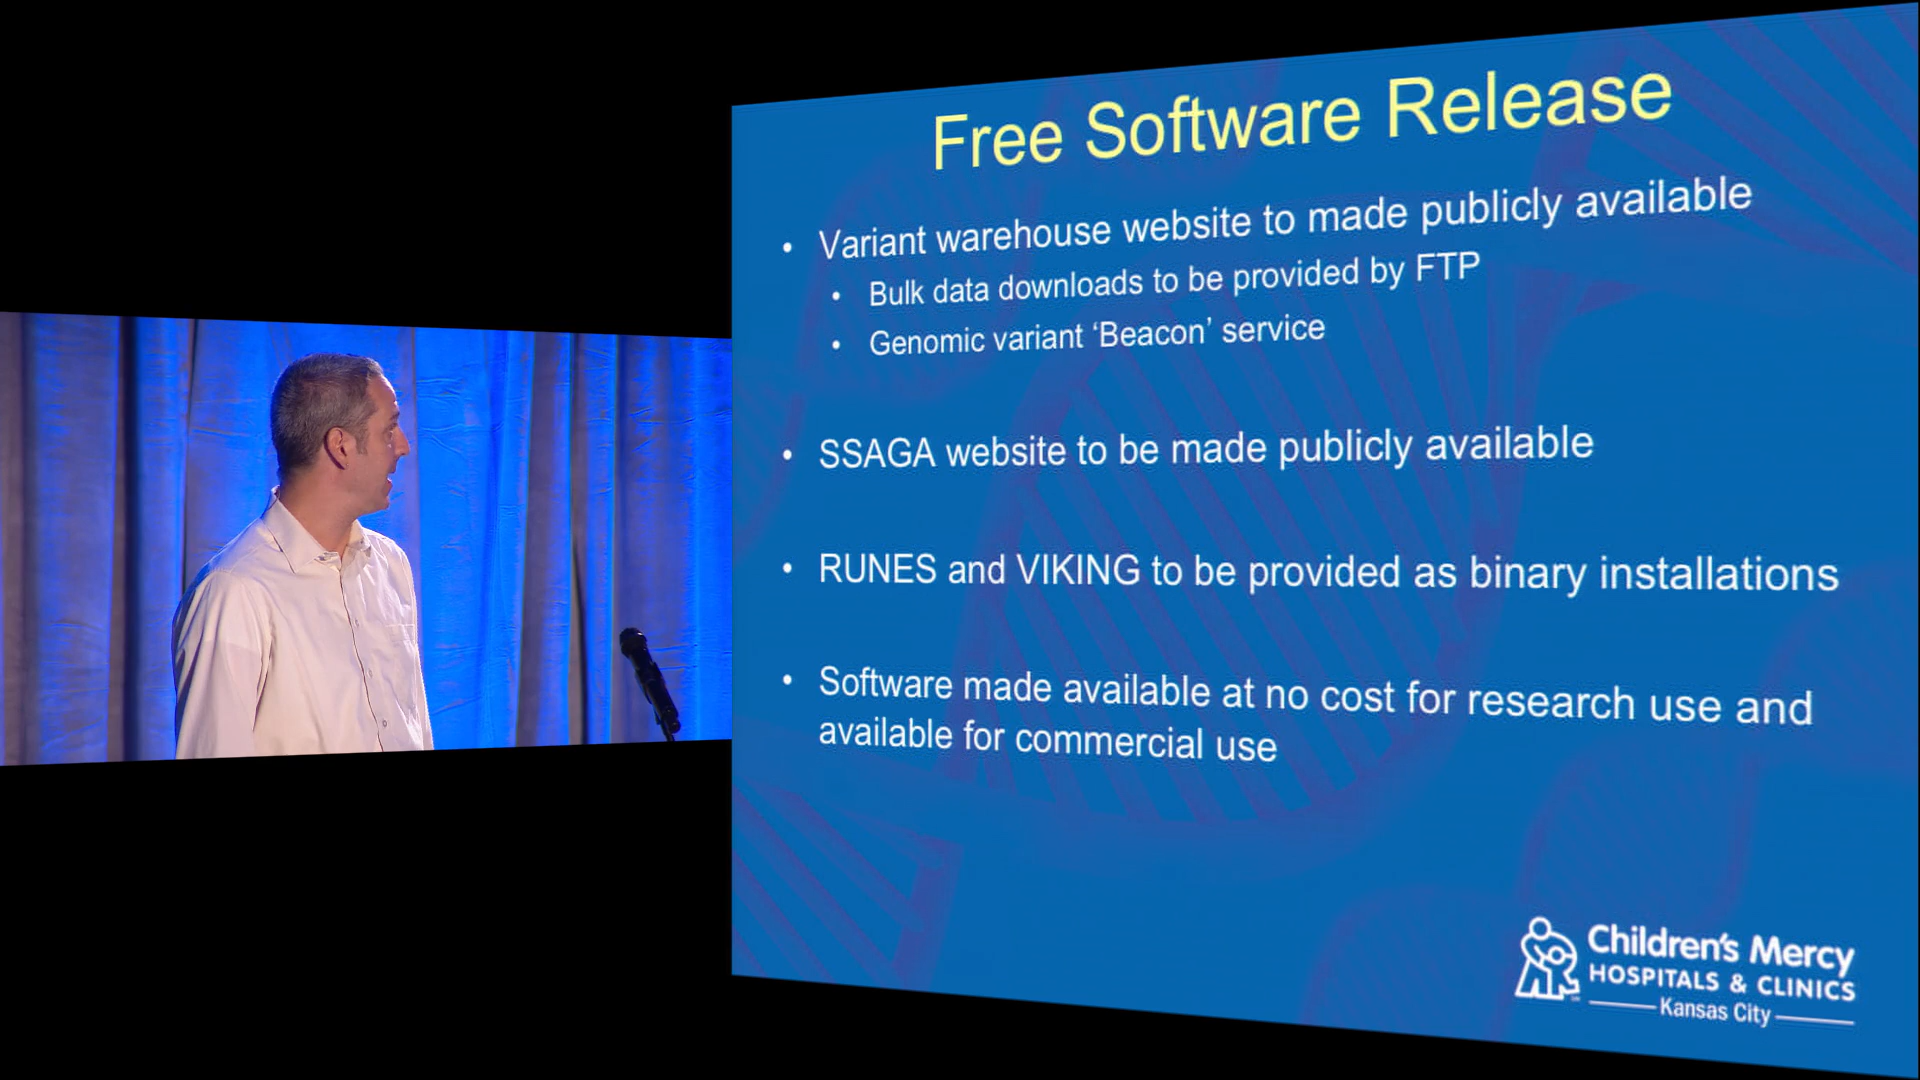 Free Software Release
• Variant warehouse website to made publicly available
• Bulk data downloads to be provided by FTP
• Genomic variant ‘Beacon’ service
• SSAGA website to be made publicly available
• RUNES and VIKING to be provided as binary installations
• Software made available at no cost for research use and
available for commercial use
Children's Mercy
HOSPITALS & CLINICS
Kansas City